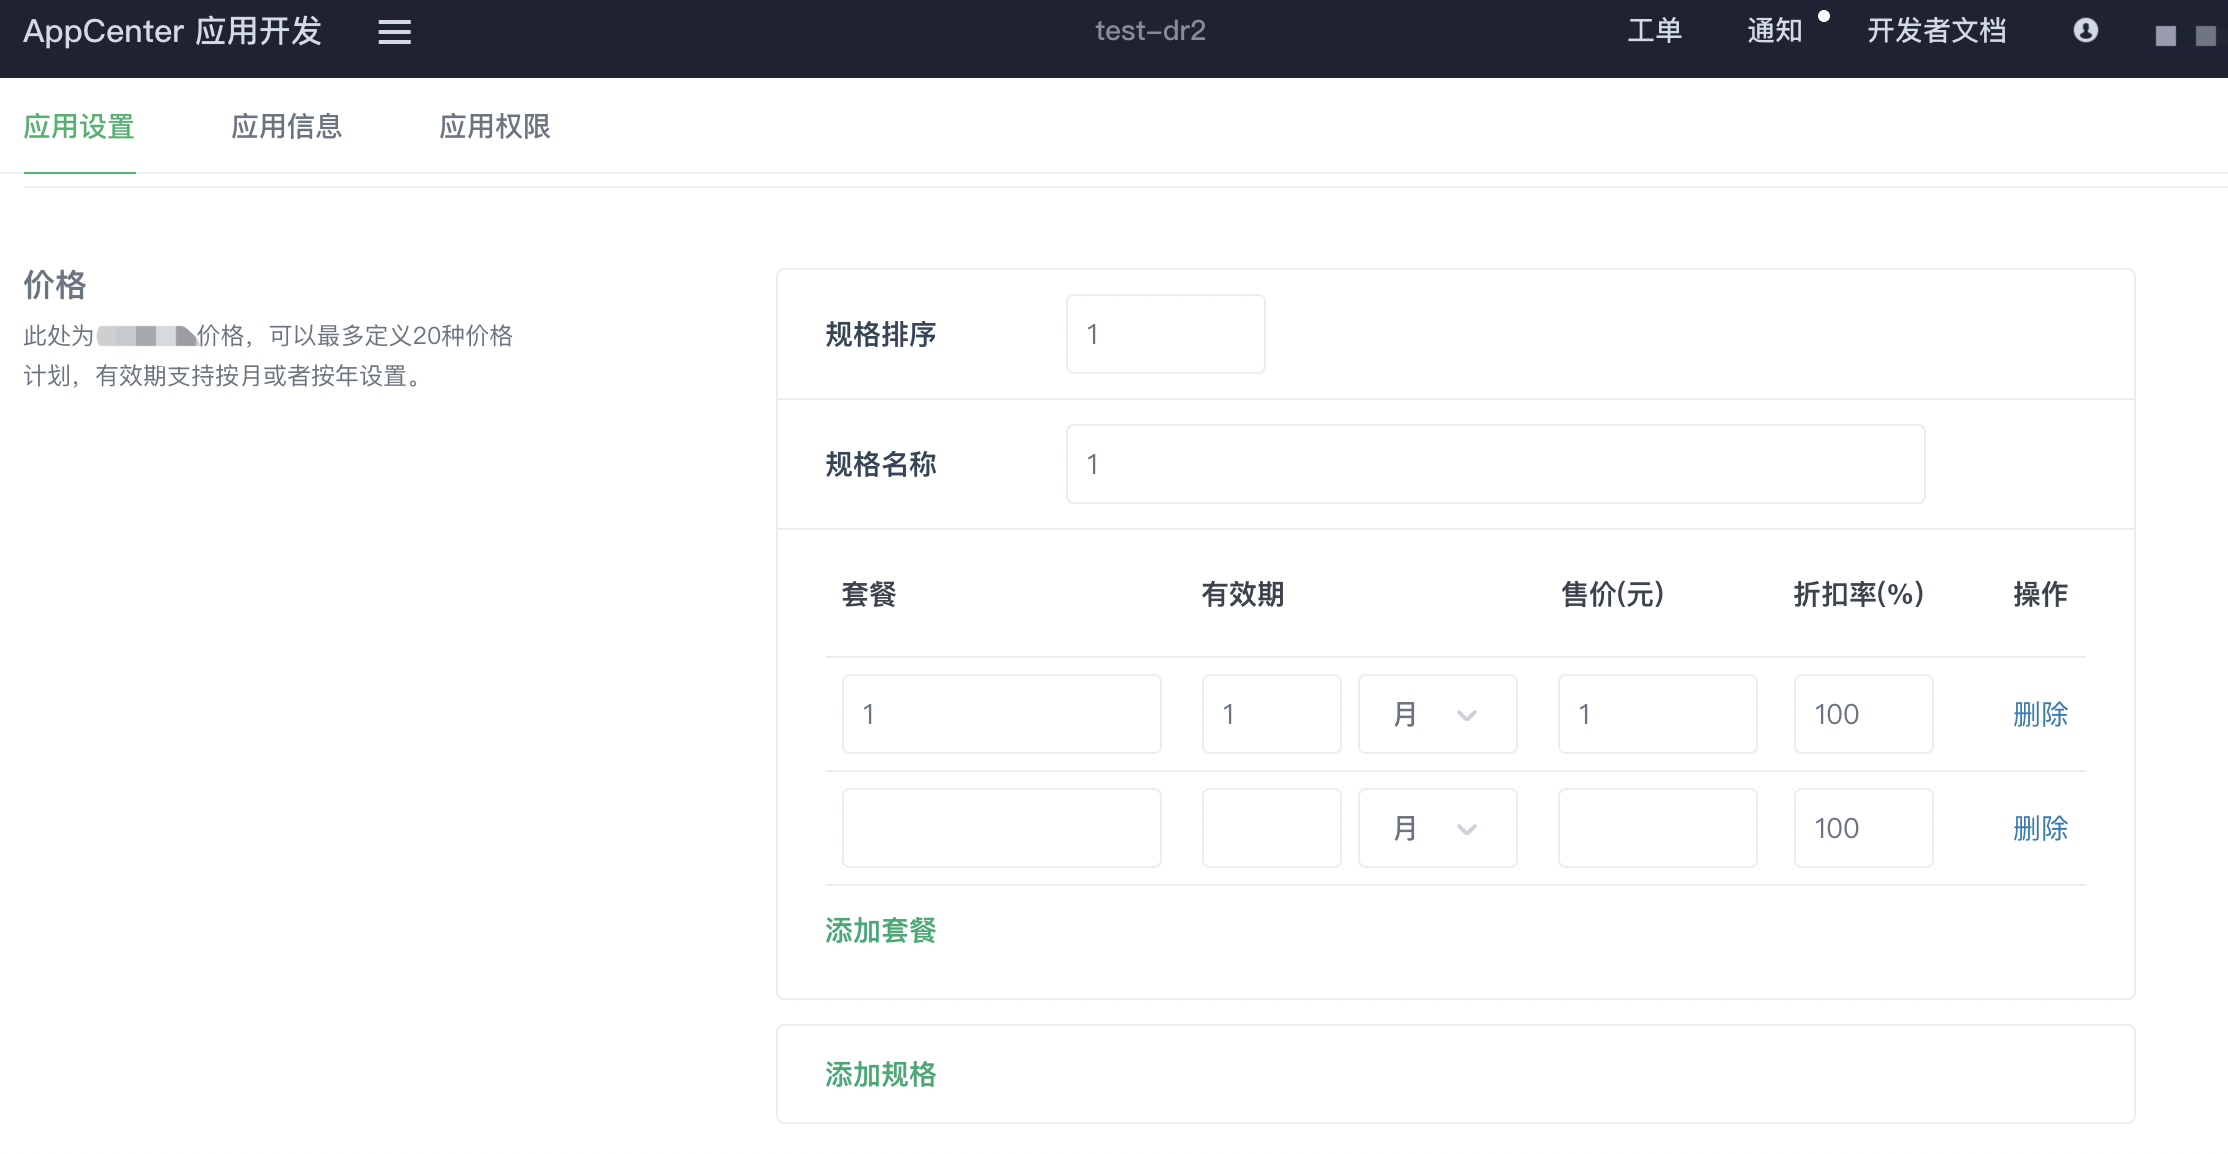 AppCenter 应用开发
test-dr2
工单 通知 开发者文档
应用设置 应用信息 应用权限
价格
此处为 价格，可以最多定义20种价格
计划，有效期支持按月或者按年设置。
规格排序 1
规格名称 1
套餐 有效期 售价(元) 折扣率(%) 操作
1 1 月 1 100 删除
月 100 删除
添加套餐
添加规格